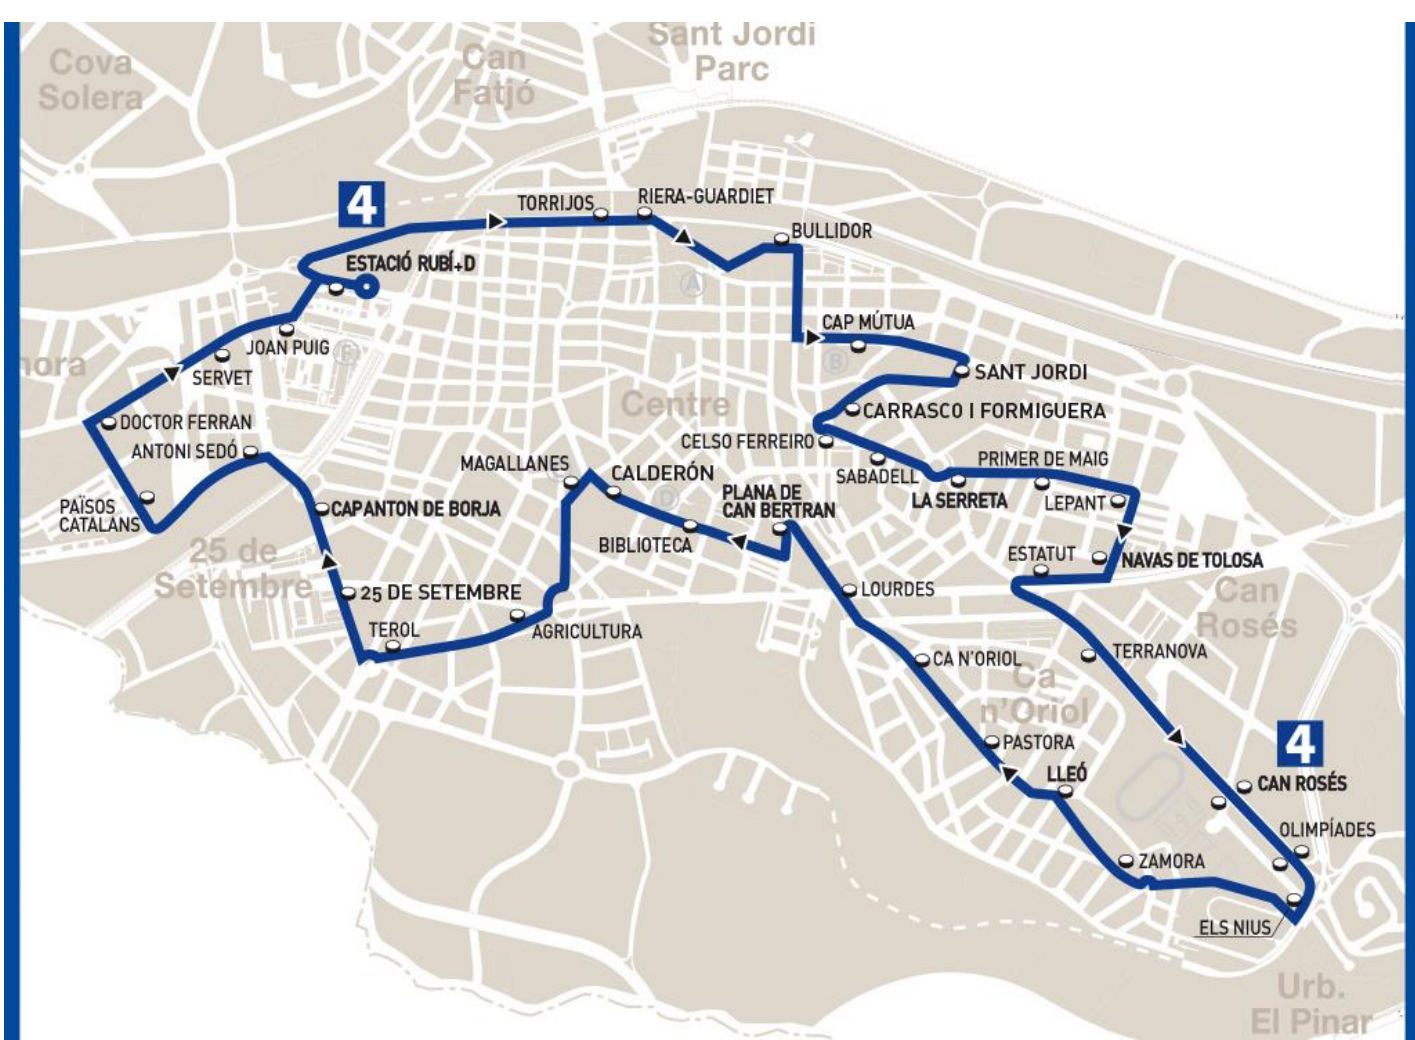 Sant Jordi
Parc
Cova
Solera
Can
Fatjó
4
TORRIJOS
RIERA-GUARDIET
BULLIDOR
ESTACIÓ RUBÍ+D
A
CAP MÚTUA
JOAN PUIG
F
B
SERVET
SANT JORDI
Centre
CARRASCO I FORMIGUERA
DOCTOR FERRAN
CELSO FERREIRO
ANTONI SEDÓ
MAGALLANES
CALDERÓN
SABADELL
PRIMER DE MAIG
PAÏSOS
CATALANS
CAP ANTON DE BORJA
D
PLANA DE
CAN BERTRAN
LA SERRETA
LEPANT
BIBLIOTECA
25 de
Setembre
ESTATUT
NAVAS DE TOLOSA
25 DE SETEMBRE
LOURDES
Can
Rosés
TEROL
AGRICULTURA
TERRANOVA
CA N'ORIOL
Ca
n'Oriol
PASTORA
4
LLEÓ
CAN ROSÉS
OLIMPÍADES
ZAMORA
ELS NIUS
Urb.
El Pinar